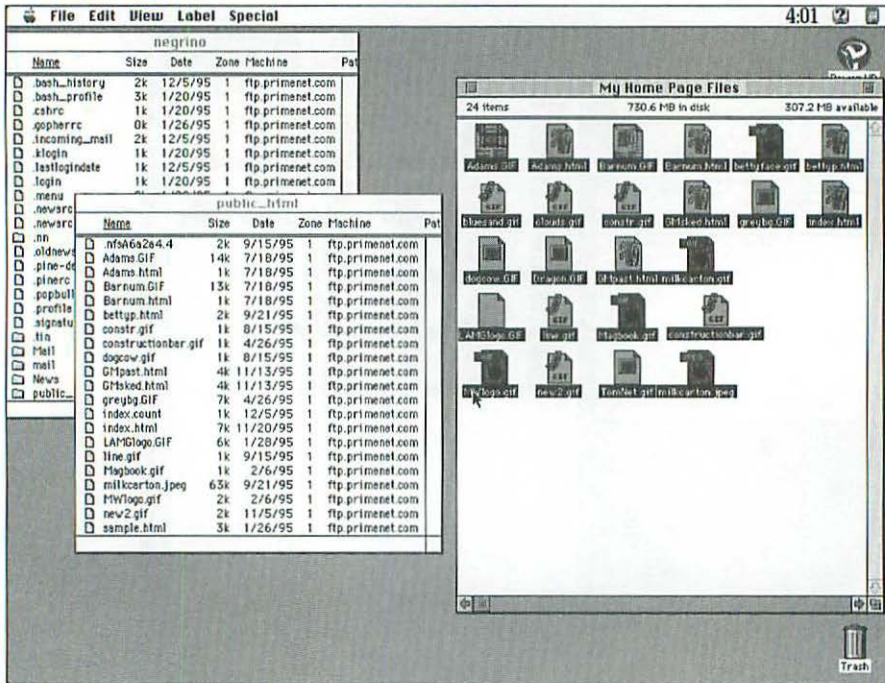 File Edit View Label Special 4:01
negrino
Name Size Date Zone Machine Pat
.bash_history 2k 12/5/95 1 ftp.primenet.com
.bash_profile 3k 1/20/95 1 ftp.primenet.com
.cshrc 1k 1/20/95 1 ftp.primenet.com
.gopherrc 0k 1/26/95 1 ftp.primenet.com
.incoming_mail 2k 12/5/95 1 ftp.primenet.com
.klogin 1k 1/20/95 1 ftp.primenet.com
.lastlogindate 1k 12/5/95 1 ftp.primenet.com
.login 1k 1/20/95 1 ftp.primenet.com
.menu
.newsrc
.newsrc
.nn
.oldnews
.pine-de
.pinerc
.popbull
.profile
.signatu
.tin
Mail
mail
News
public_
public_html
Name Size Date Zone Machine Pat
.nfsA6a2e4.4 2k 9/15/95 1 ftp.primenet.com
Adams.GIF 14k 7/18/95 1 ftp.primenet.com
Adams.html 1k 7/18/95 1 ftp.primenet.com
Barnum.GIF 13k 7/18/95 1 ftp.primenet.com
Barnum.html 1k 7/18/95 1 ftp.primenet.com
bettyp.html 2k 9/21/95 1 ftp.primenet.com
constr.gif 1k 8/15/95 1 ftp.primenet.com
constructionbar.gif 1k 4/26/95 1 ftp.primenet.com
dogcow.gif 1k 8/15/95 1 ftp.primenet.com
GMpast.html 4k 11/13/95 1 ftp.primenet.com
GMsked.html 4k 11/13/95 1 ftp.primenet.com
greybg.GIF 7k 4/26/95 1 ftp.primenet.com
index.count 1k 12/5/95 1 ftp.primenet.com
index.html 7k 11/20/95 1 ftp.primenet.com
LAMGlogo.GIF 6k 1/28/95 1 ftp.primenet.com
line.gif 1k 9/15/95 1 ftp.primenet.com
Magbook.gif 1k 2/6/95 1 ftp.primenet.com
milkcarton.jpeg 63k 9/21/95 1 ftp.primenet.com
MWlogo.gif 2k 2/6/95 1 ftp.primenet.com
new2.gif 2k 11/5/95 1 ftp.primenet.com
sample.html 3k 1/26/95 1 ftp.primenet.com
My Home Page Files
24 items 730.6 MB in disk 307.2 MB available
Adams.GIF Adams.html Barnum.GIF Barnum.html bettyface.gif bettyp.html
bluesand.gif clouds.gif constr.gif GMsked.html greybg.GIF index.html
dogcow.GIF Dragon.GIF GMpast.html milkcarton.gif
LAMGlogo.GIF line.gif Magbook.gif constructionbar.gif
MWlogo.gif new2.gif TomNet.gif milkcarton.jpeg
Trash